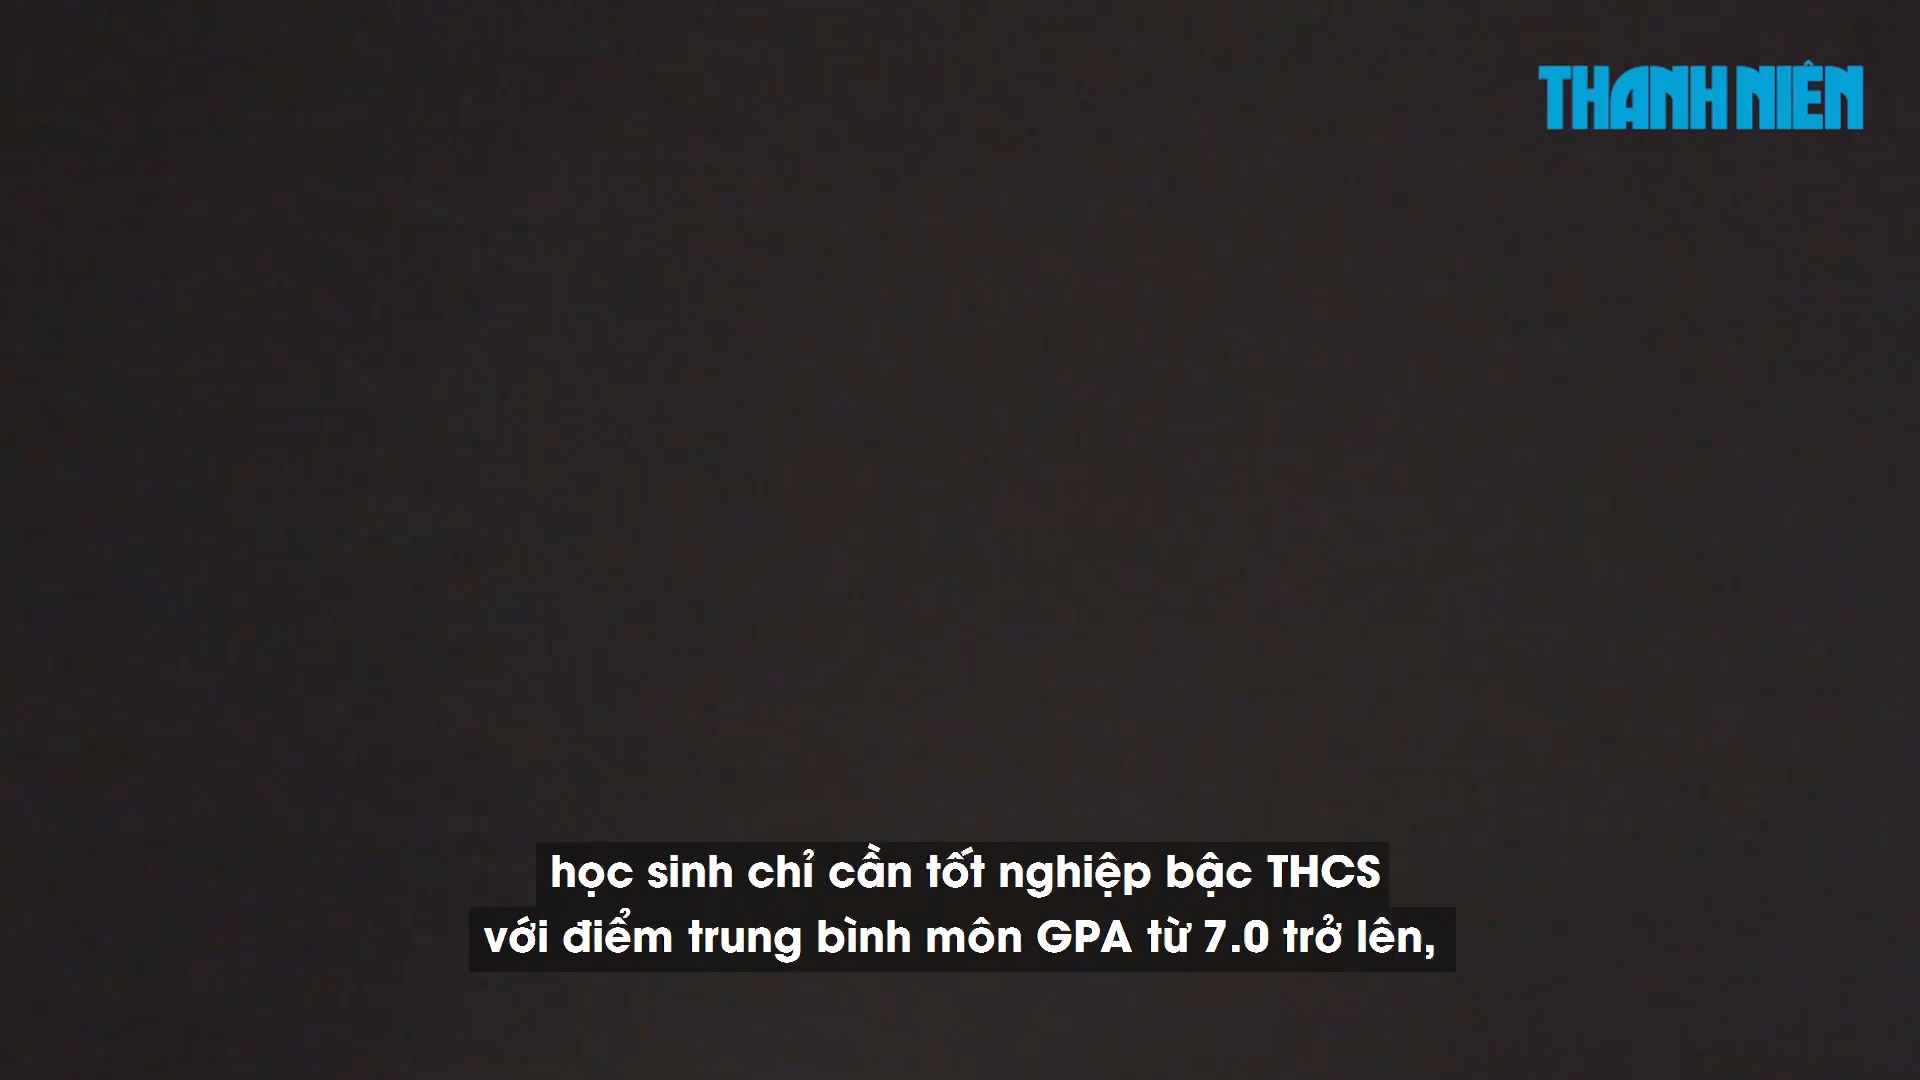 THANH NIÊN
học sinh chỉ cần tốt nghiệp bậc THCS
với điểm trung bình môn GPA từ 7.0 trở lên,